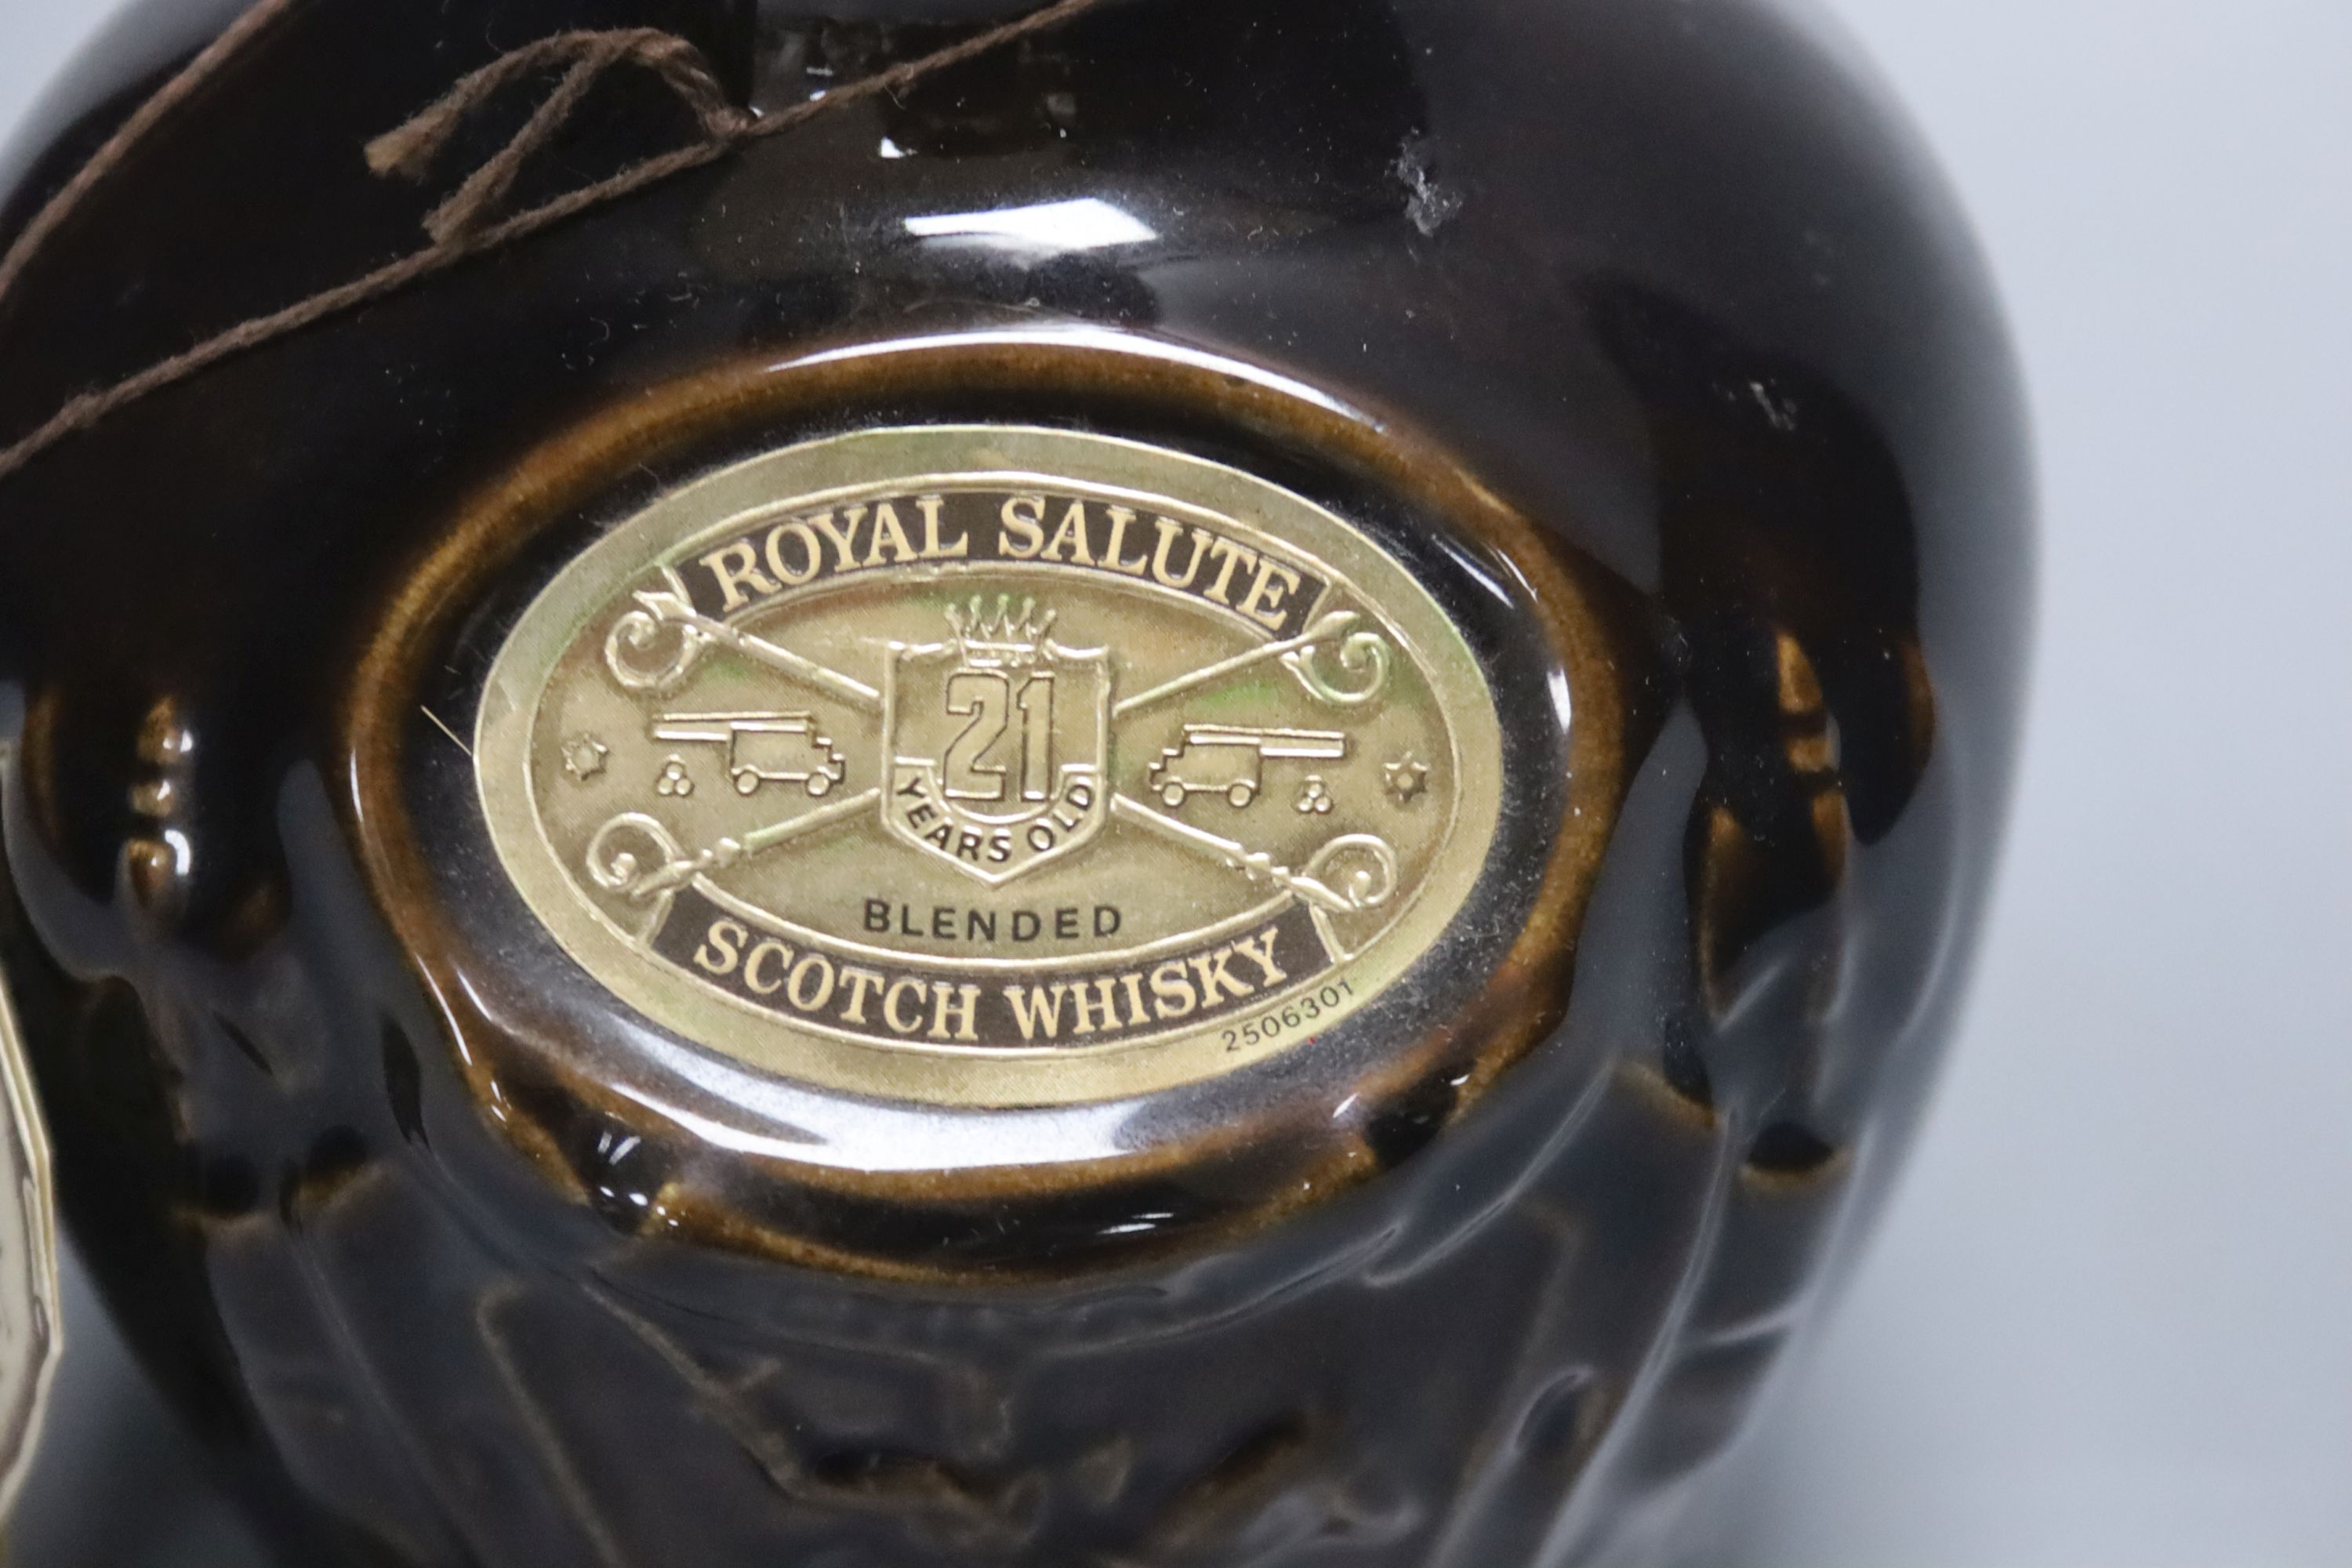 ROYAL SALUTE
21
YEARS OLD
BLENDED
SCOTCH WHISKY
2506301